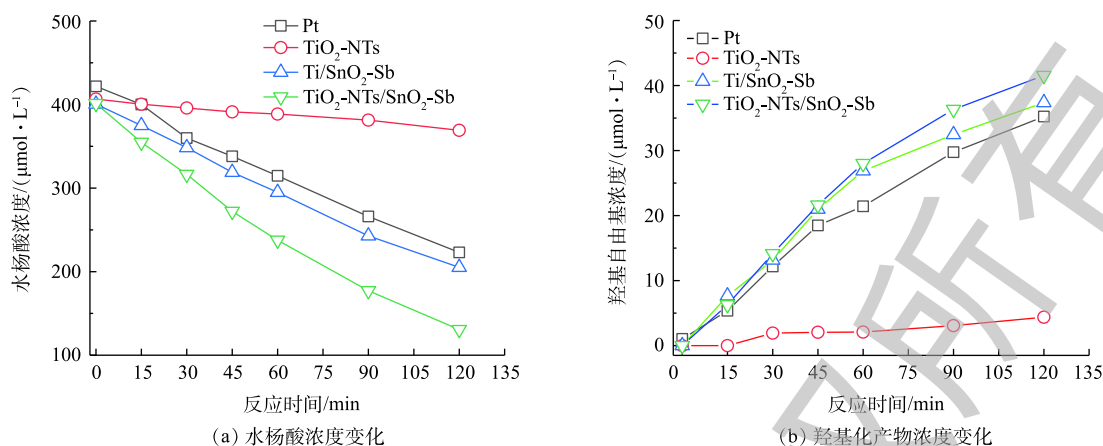 500
400
300
200
100
水杨酸浓度/(μmol·L⁻¹)
Pt
TiO₂-NTs
Ti/SnO₂-Sb
TiO₂-NTs/SnO₂-Sb
0 15 30 45 60 75 90 105 120 135
反应时间/min
(a) 水杨酸浓度变化
50
40
30
20
10
0
羟基自由基浓度/(μmol·L⁻¹)
Pt
TiO₂-NTs
Ti/SnO₂-Sb
TiO₂-NTs/SnO₂-Sb
0 15 30 45 60 75 90 105 120 135
反应时间/min
(b) 羟基化产物浓度变化
所有